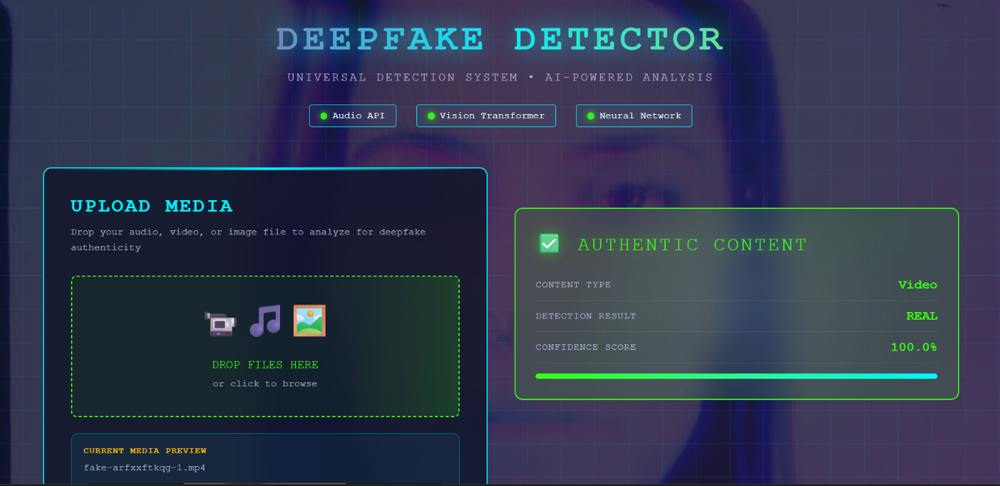 DEEPFAKE DETECTOR
UNIVERSAL DETECTION SYSTEM • AI-POWERED ANALYSIS
Audio API
Vision Transformer
Neural Network
UPLOAD MEDIA
Drop your audio, video, or image file to analyze for deepfake
authenticity
DROP FILES HERE
or click to browse
CURRENT MEDIA PREVIEW
fake-arfxxftkqg-1.mp4
AUTHENTIC CONTENT
CONTENT TYPE Video
DETECTION RESULT REAL
CONFIDENCE SCORE 100.0%